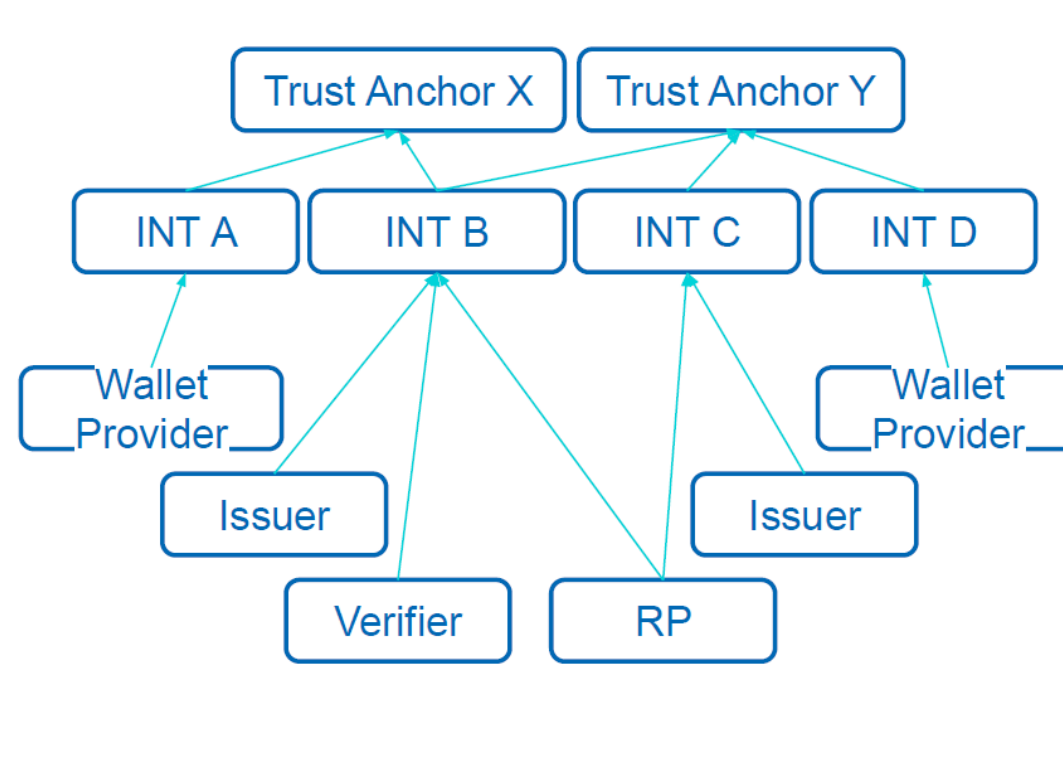 Trust Anchor X
Trust Anchor Y
INT A
INT B
INT C
INT D
Wallet
Provider
Wallet
Provider
Issuer
Issuer
Verifier
RP